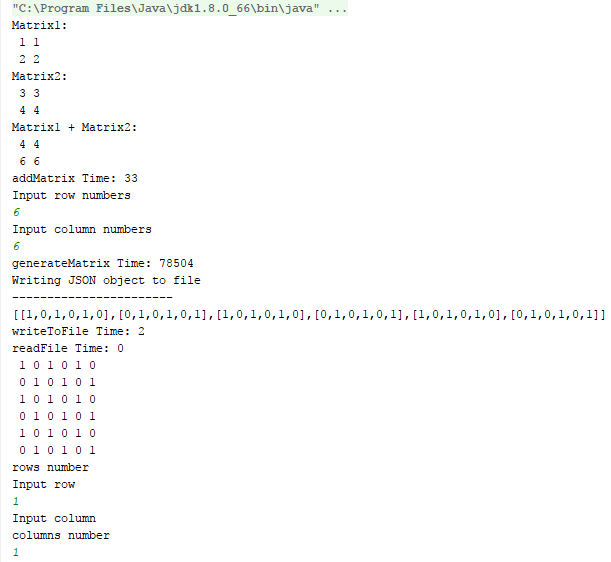 "C:\Program Files\Java\jdk1.8.0_66\bin\java" ...
Matrix1:
1 1
2 2
Matrix2:
3 3
4 4
Matrix1 + Matrix2:
4 4
6 6
addMatrix Time: 33
Input row numbers
6
Input column numbers
6
generateMatrix Time: 78504
Writing JSON object to file
-----------------------
[[1,0,1,0,1,0],[0,1,0,1,0,1],[1,0,1,0,1,0],[0,1,0,1,0,1],[1,0,1,0,1,0],[0,1,0,1,0,1]]
writeToFile Time: 2
readFile Time: 0
1 0 1 0 1 0
0 1 0 1 0 1
1 0 1 0 1 0
0 1 0 1 0 1
1 0 1 0 1 0
0 1 0 1 0 1
rows number
Input row
1
Input column
columns number
1